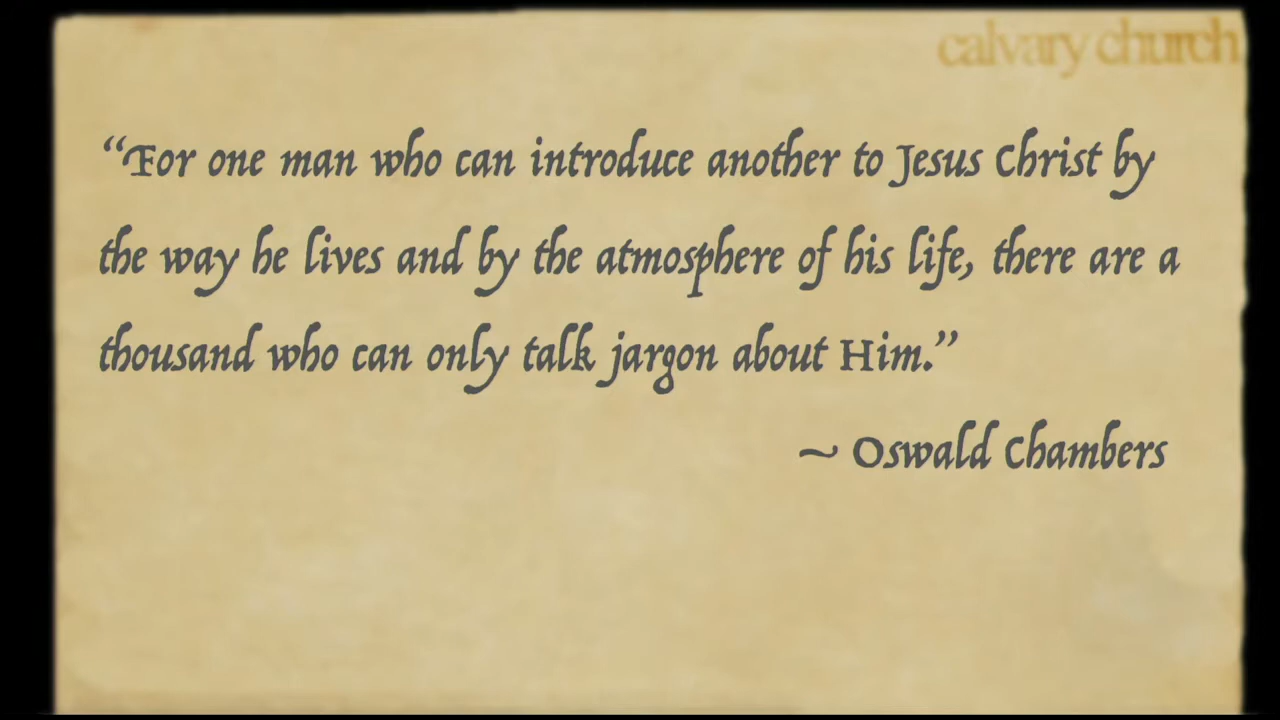 calvary church
“For one man who can introduce another to Jesus Christ by
the way he lives and by the atmosphere of his life, there are a
thousand who can only talk jargon about Him.”
~ Oswald Chambers